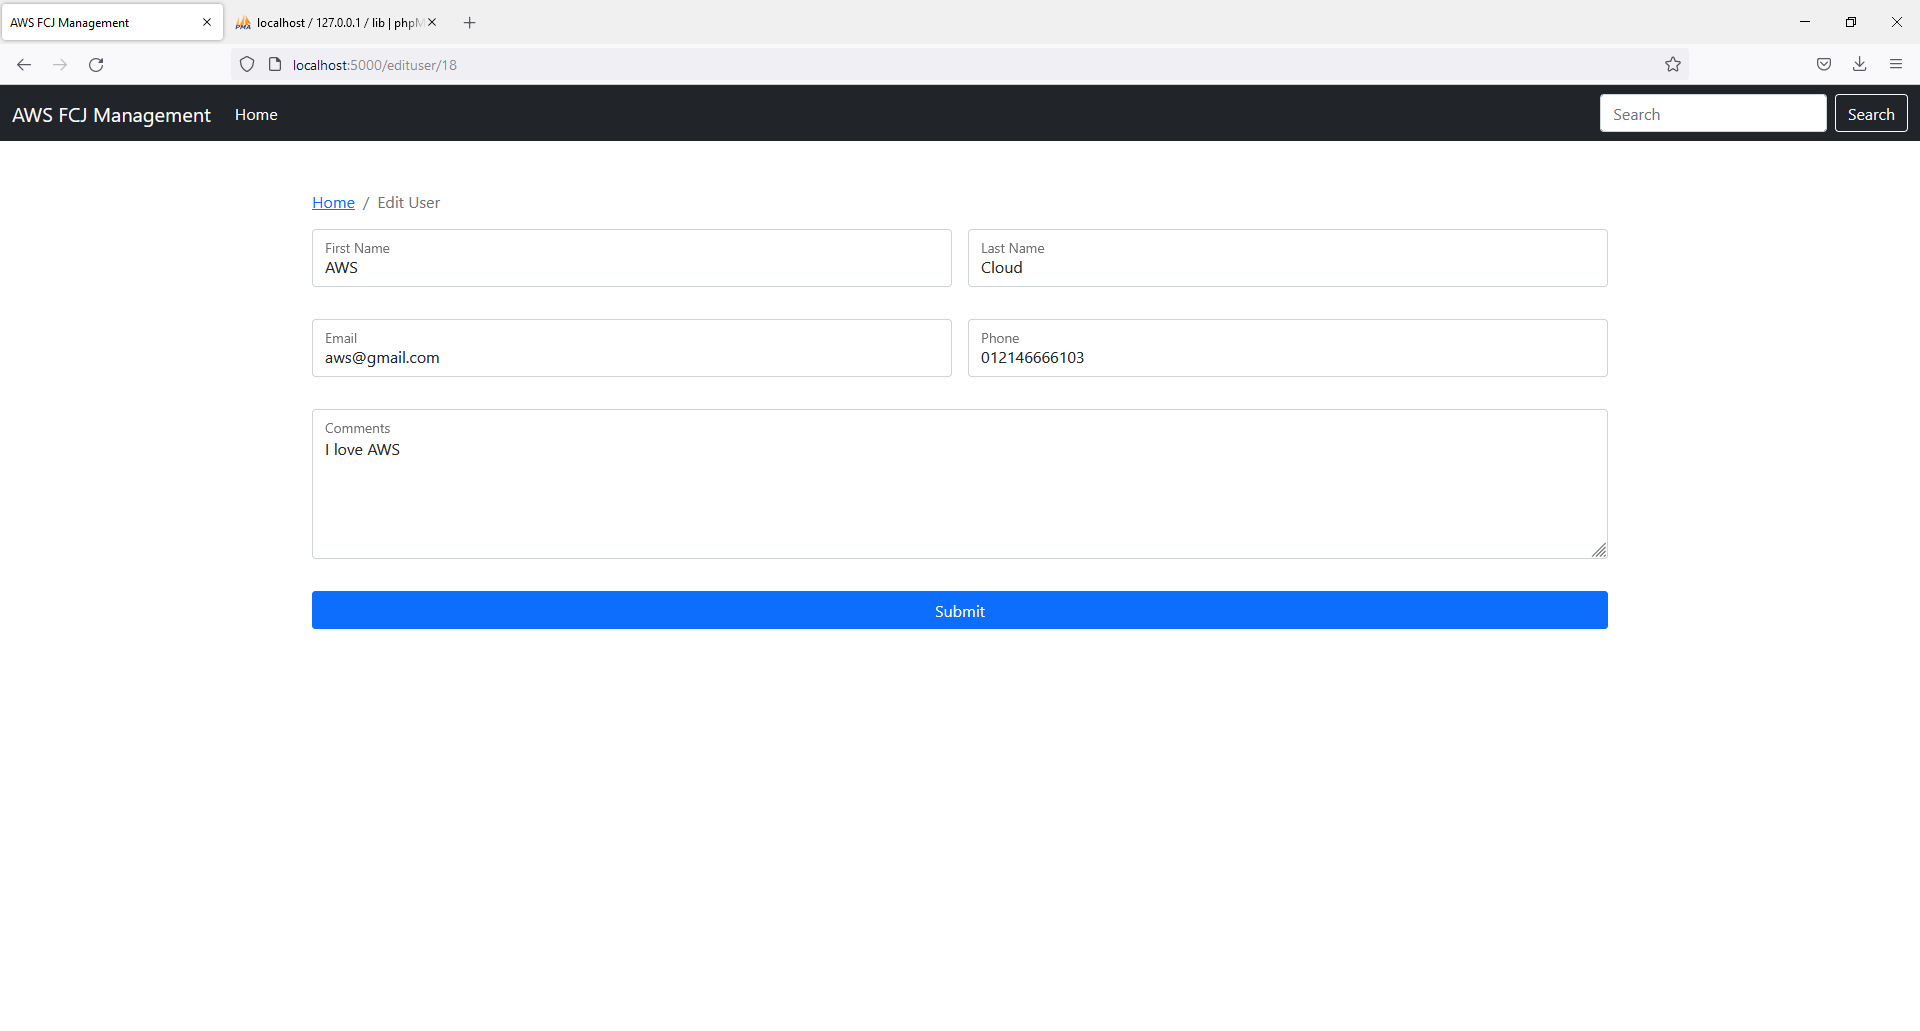 AWS FCJ Management
localhost / 127.0.0.1 / lib | phpM
localhost:5000/edituser/18
AWS FCJ Management Home Search Search
Home / Edit User
First Name Last Name
AWS Cloud
Email Phone
aws@gmail.com 012146666103
Comments
I love AWS
Submit